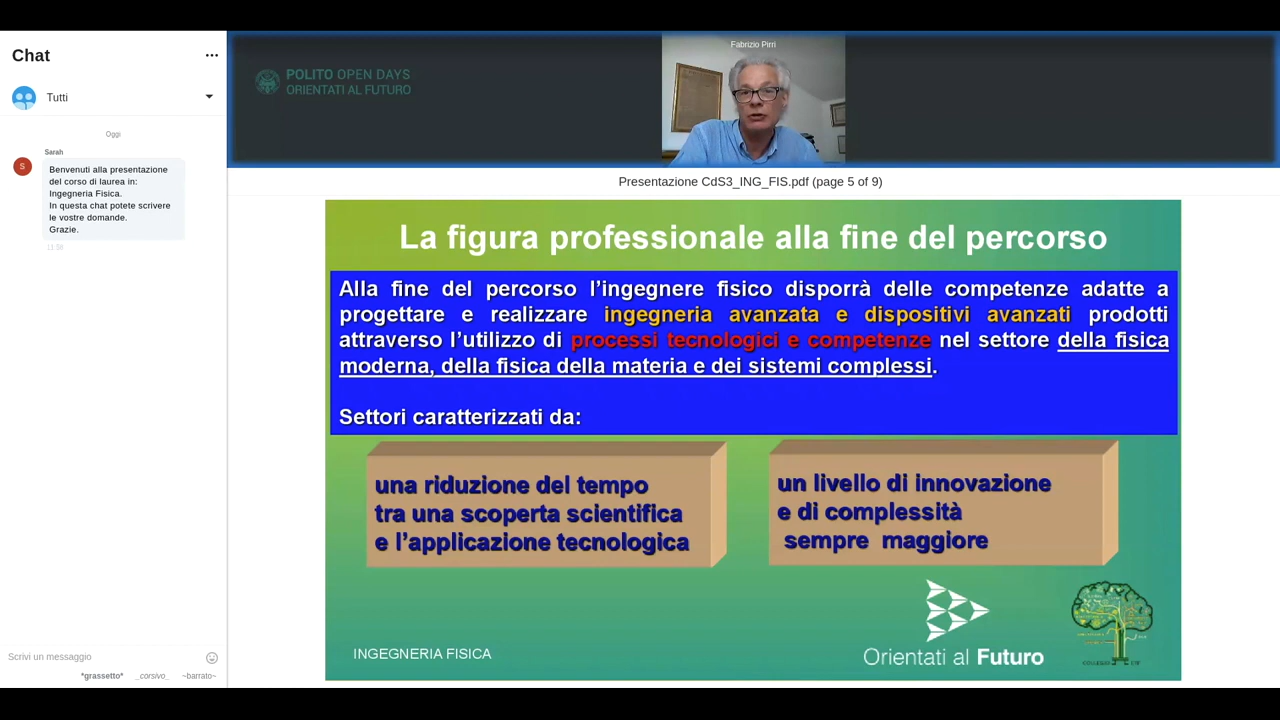 Chat
Tutti
Oggi
Sarah
S
Benvenuti alla presentazione
del corso di laurea in:
Ingegneria Fisica.
In questa chat potete scrivere
le vostre domande.
Grazie.
Scrivi un messaggio
*grassetto* _corsivo_ ~barrato~
POLITO OPEN DAYS
ORIENTATI AL FUTURO
Fabrizio Pirri
Presentazione CdS3_ING_FIS.pdf (page 5 of 9)
La figura professionale alla fine del percorso
Alla fine del percorso l’ingegnere fisico disporrà delle competenze adatte a
progettare e realizzare ingegneria avanzata e dispositivi avanzati prodotti
attraverso l’utilizzo di processi tecnologici e competenze nel settore della fisica
moderna, della fisica della materia e dei sistemi complessi.
Settori caratterizzati da:
una riduzione del tempo
tra una scoperta scientifica
e l’applicazione tecnologica
un livello di innovazione
e di complessità
sempre maggiore
INGEGNERIA FISICA
Orientati al Futuro